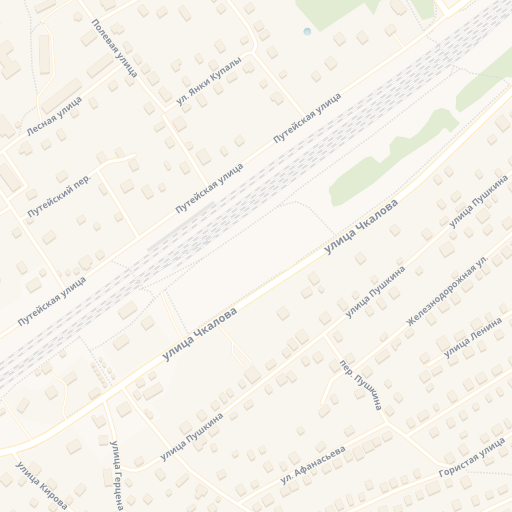 Полевая улица
ул. Янки Купалы
Лесная улица
Путейская улица
Путейский пер.
Путейская улица
улица Пушкина
улица Чкалова
Железнодорожная ул.
Путейская улица
улица Пушкина
улица Чкалова
улица Ленина
пер. Пушкина
улица Пушкина
ул. Афанасьева
Гористая улица
улица Герцена
улица Кирова